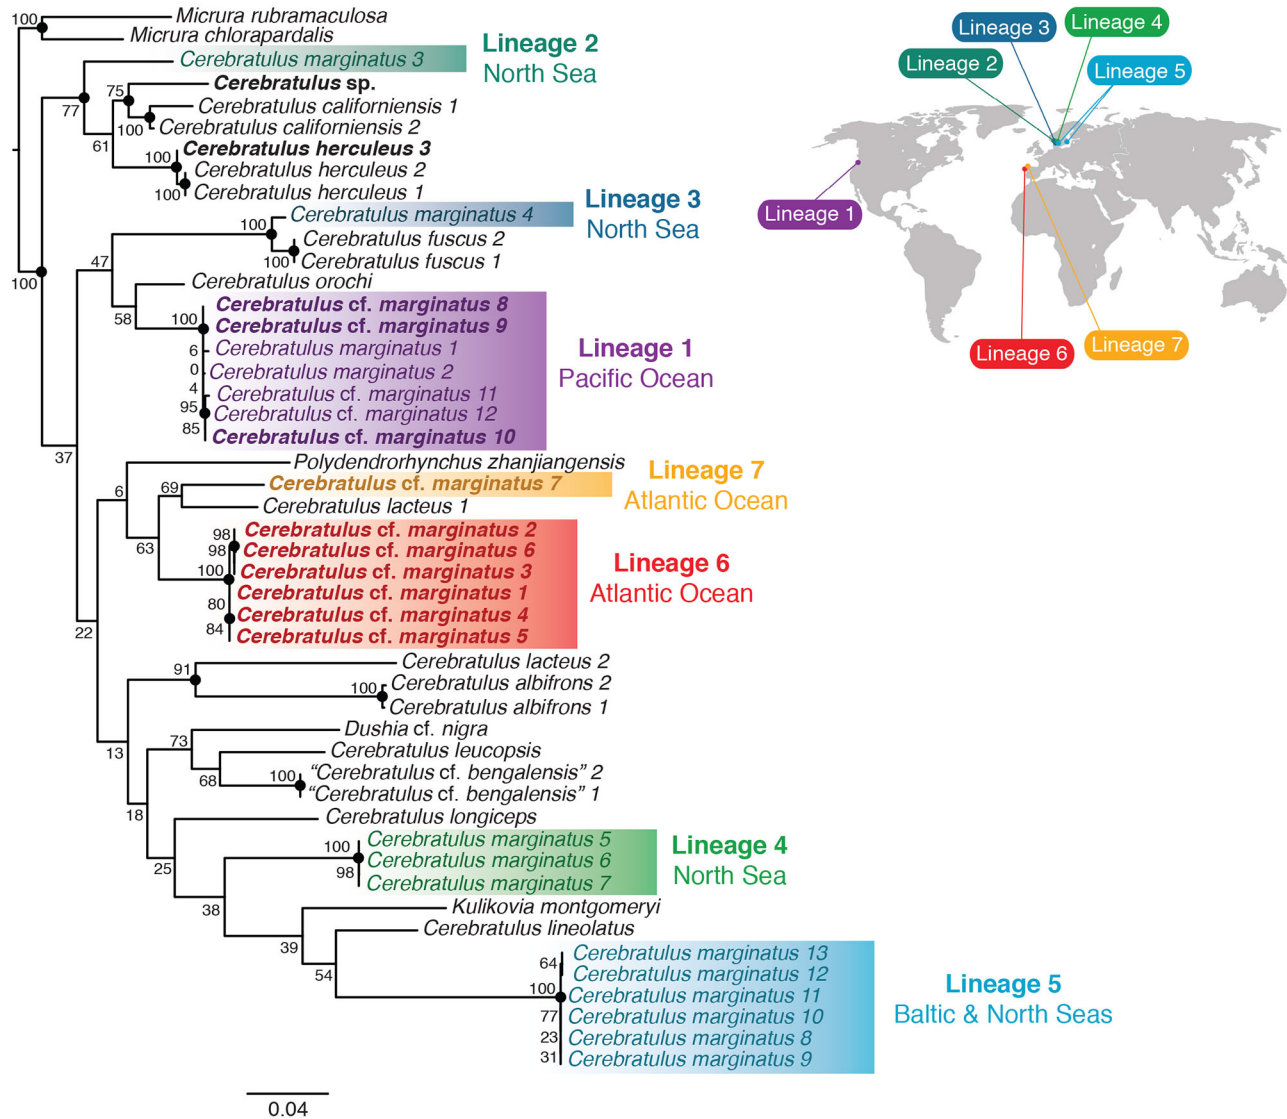 Micrura rubramaculosa
100
Micrura chlorapardalis
Cerebratulus marginatus 3
Lineage 2
North Sea
Cerebratulus sp.
75
77
Cerebratulus californiensis 1
100
Cerebratulus californiensis 2
61
Cerebratulus herculeus 3
100
Cerebratulus herculeus 2
100
Cerebratulus herculeus 1
Cerebratulus marginatus 4
Lineage 3
North Sea
100
Cerebratulus fuscus 2
100
Cerebratulus fuscus 1
47
100
Cerebratulus orochi
58
Cerebratulus cf. marginatus 8
100
Cerebratulus cf. marginatus 9
6
Cerebratulus marginatus 1
0
Cerebratulus marginatus 2
4
Cerebratulus cf. marginatus 11
95
Cerebratulus cf. marginatus 12
85
Cerebratulus cf. marginatus 10
Lineage 1
Pacific Ocean
37
Polydendrorhynchus zhanjiangensis
6
69
Cerebratulus cf. marginatus 7
Lineage 7
Atlantic Ocean
Cerebratulus lacteus 1
63
98
Cerebratulus cf. marginatus 2
98
Cerebratulus cf. marginatus 6
100
Cerebratulus cf. marginatus 3
Cerebratulus cf. marginatus 1
80
Cerebratulus cf. marginatus 4
84
Cerebratulus cf. marginatus 5
Lineage 6
Atlantic Ocean
22
91
Cerebratulus lacteus 2
100
Cerebratulus albifrons 2
Cerebratulus albifrons 1
13
73
Dushia cf. nigra
Cerebratulus leucopsis
68
100
“Cerebratulus cf. bengalensis” 2
“Cerebratulus cf. bengalensis” 1
18
Cerebratulus longiceps
25
100
Cerebratulus marginatus 5
Cerebratulus marginatus 6
98
Cerebratulus marginatus 7
Lineage 4
North Sea
38
Kulikovia montgomeryi
39
Cerebratulus lineolatus
54
64
Cerebratulus marginatus 13
Cerebratulus marginatus 12
100
Cerebratulus marginatus 11
77
Cerebratulus marginatus 10
23
Cerebratulus marginatus 8
31
Cerebratulus marginatus 9
Lineage 5
Baltic & North Seas
0.04
Lineage 3
Lineage 4
Lineage 2
Lineage 5
Lineage 1
Lineage 6
Lineage 7